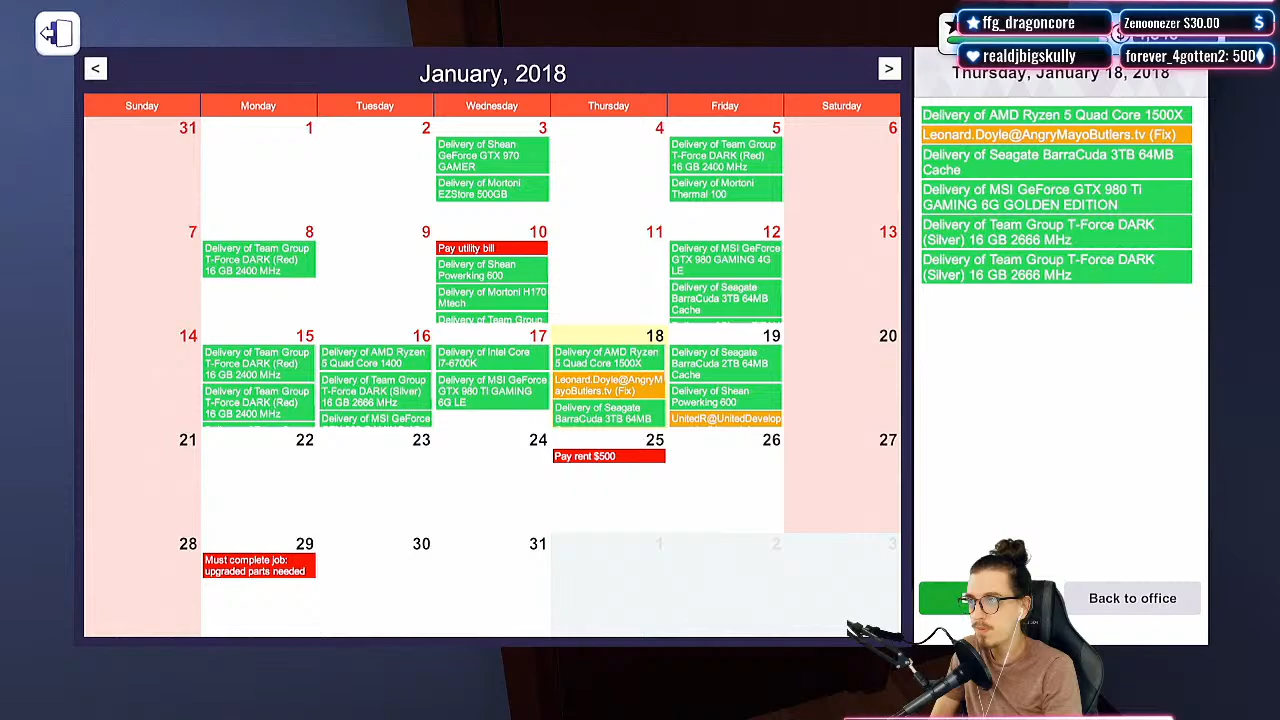 ffg_dragoncore
Zenoonezer $30.00
$
realdjbigskully
forever_4gotten2: 500
Thursday, January 18, 2018
<
January, 2018
>
Sunday
Monday
Tuesday
Wednesday
Thursday
Friday
Saturday
31
1
2
3
4
5
6
Delivery of Shean
GeForce GTX 970
GAMER
Delivery of Mortoni
EZStore 500GB
Delivery of Team Group
T-Force DARK (Red)
16 GB 2400 MHz
Delivery of Mortoni
Thermal 100
7
8
9
10
11
12
13
Delivery of Team Group
T-Force DARK (Red)
16 GB 2400 MHz
Pay utility bill
Delivery of Shean
Powerking 600
Delivery of Mortoni H170
Mtech
Delivery of Team Group
Delivery of MSI GeForce
GTX 980 GAMING 4G
LE
Delivery of Seagate
BarraCuda 3TB 64MB
Cache
14
15
16
17
18
19
20
Delivery of Team Group
T-Force DARK (Red)
16 GB 2400 MHz
Delivery of Team Group
T-Force DARK (Red)
16 GB 2400 MHz
Delivery of AMD Ryzen
5 Quad Core 1400
Delivery of Team Group
T-Force DARK (Silver)
16 GB 2666 MHz
Delivery of MSI GeForce
Delivery of Intel Core
i7-6700K
Delivery of MSI GeForce
GTX 980 Ti GAMING
6G LE
Delivery of AMD Ryzen
5 Quad Core 1500X
Leonard.Doyle@AngryM
ayoButlers.tv (Fix)
Delivery of Seagate
BarraCuda 3TB 64MB
Delivery of Seagate
BarraCuda 2TB 64MB
Cache
Delivery of Shean
Powerking 600
UnitedR@UnitedDevelop
21
22
23
24
25
26
27
Pay rent $500
28
29
30
31
1
2
3
Must complete job:
upgraded parts needed
Delivery of AMD Ryzen 5 Quad Core 1500X
Leonard.Doyle@AngryMayoButlers.tv (Fix)
Delivery of Seagate BarraCuda 3TB 64MB
Cache
Delivery of MSI GeForce GTX 980 Ti
GAMING 6G GOLDEN EDITION
Delivery of Team Group T-Force DARK
(Silver) 16 GB 2666 MHz
Delivery of Team Group T-Force DARK
(Silver) 16 GB 2666 MHz
Back to office